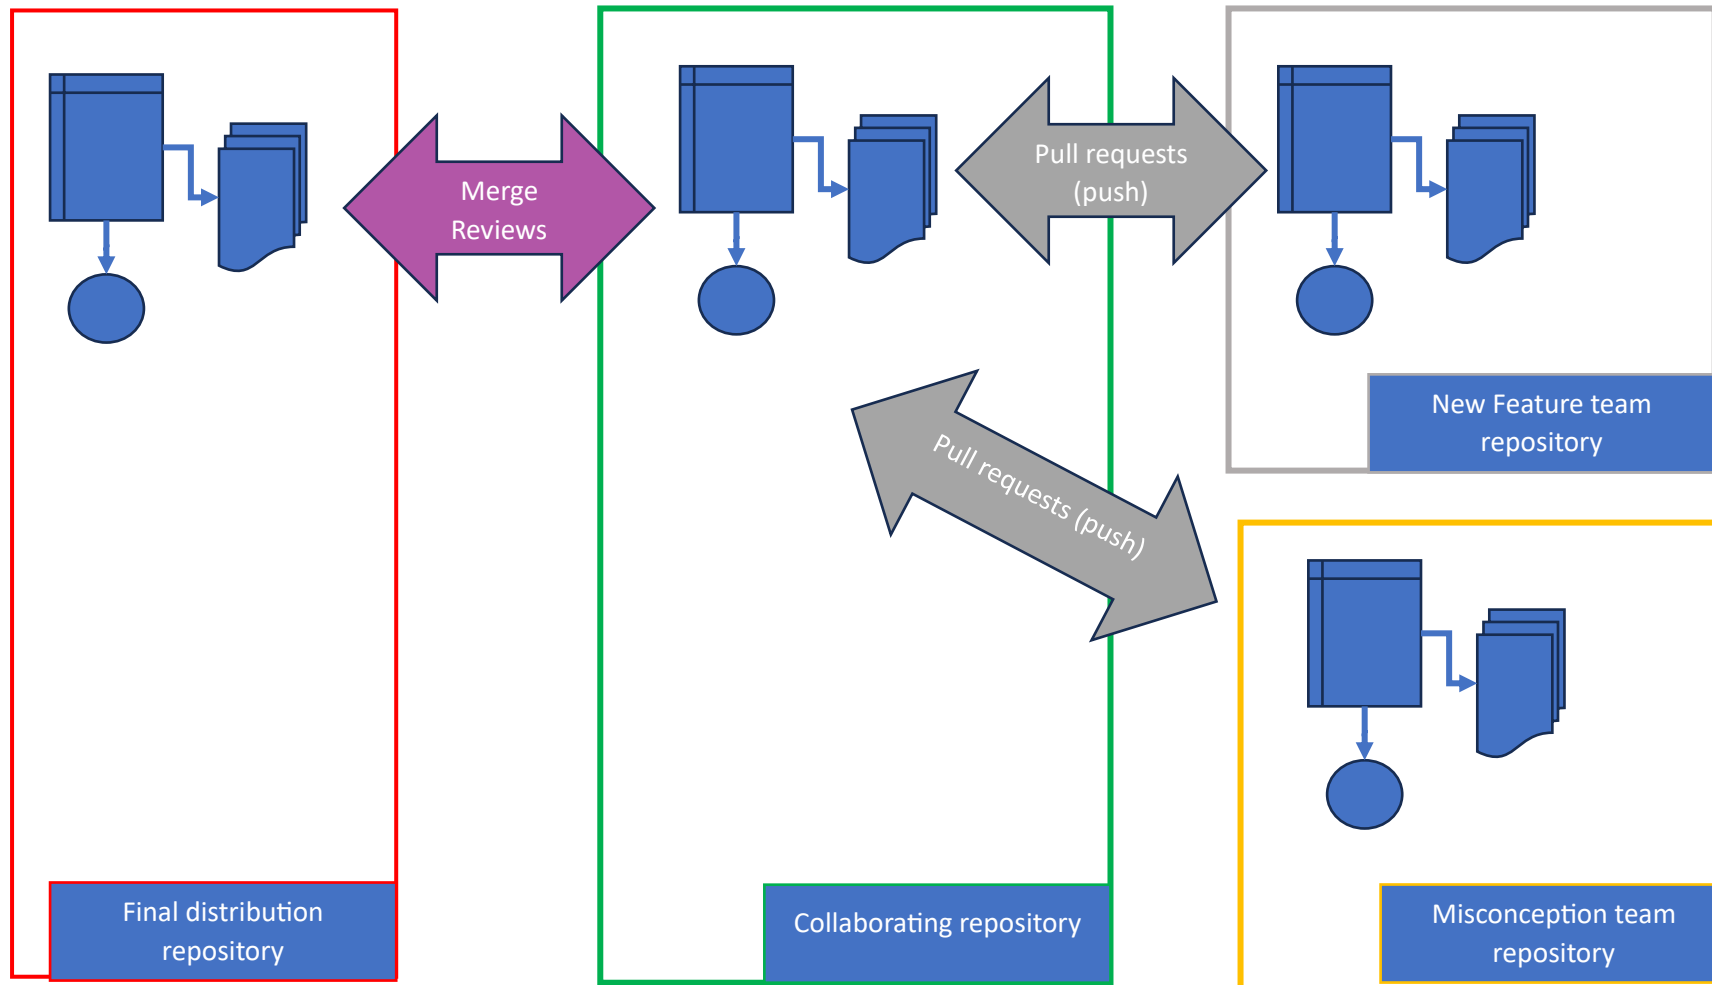 Merge
Reviews
Pull requests
(push)
Pull requests (push)
New Feature team
repository
Final distribution
repository
Collaborating repository
Misconception team
repository